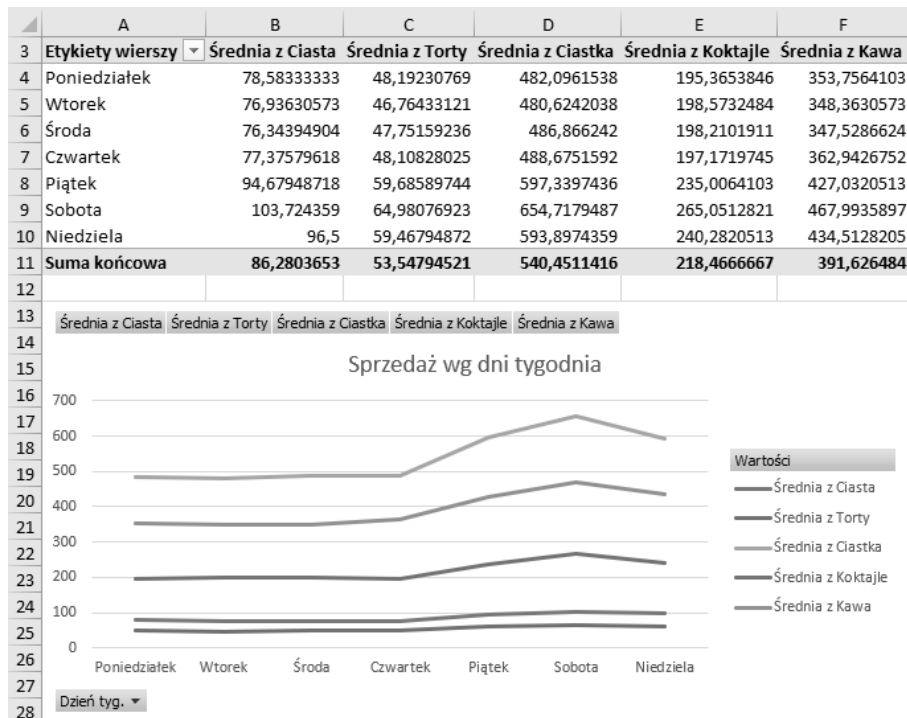 A B C D E F
3 Etykiety wierszy Średnia z Ciasta Średnia z Torty Średnia z Ciastka Średnia z Koktajle Średnia z Kawa
4 Poniedziałek 78,58333333 48,19230769 482,0961538 195,3653846 353,7564103
5 Wtorek 76,93630573 46,76433121 480,6242038 198,5732484 348,3630573
6 Środa 76,34394904 47,75159236 486,866242 198,2101911 347,5286624
7 Czwartek 77,37579618 48,10828025 488,6751592 197,1719745 362,9426752
8 Piątek 94,67948718 59,68589744 597,3397436 235,0064103 427,0320513
9 Sobota 103,724359 64,98076923 654,7179487 265,0512821 467,9935897
10 Niedziela 96,5 59,46794872 593,8974359 240,2820513 434,5128205
11 Suma końcowa 86,2803653 53,54794521 540,4511416 218,4666667 391,626484
12
13 Średnia z Ciasta Średnia z Torty Średnia z Ciastka Średnia z Koktajle Średnia z Kawa
14
15 Sprzedaż wg dni tygodnia
16 700
17
18 600
19 500
20 400
21
22 300
23 200
24 100
25
26 0
Poniedziałek Wtorek Środa Czwartek Piątek Sobota Niedziela
27
28 Dzień tyg.
Wartości
Średnia z Ciasta
Średnia z Torty
Średnia z Ciastka
Średnia z Koktajle
Średnia z Kawa